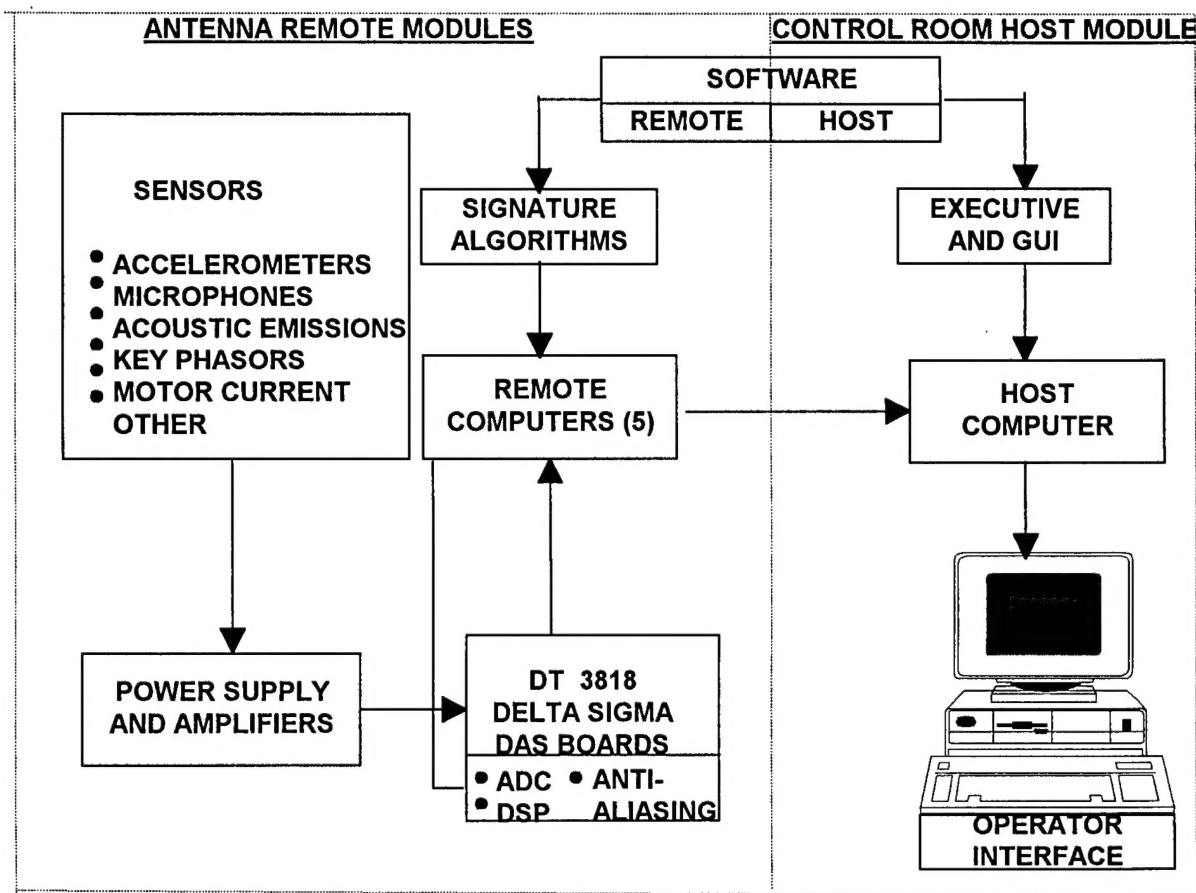 ANTENNA REMOTE MODULES
CONTROL ROOM HOST MODULE
SOFTWARE
REMOTE
HOST
SENSORS
• ACCELEROMETERS
• MICROPHONES
• ACOUSTIC EMISSIONS
• KEY PHASORS
• MOTOR CURRENT
OTHER
SIGNATURE
ALGORITHMS
EXECUTIVE
AND GUI
REMOTE
COMPUTERS (5)
HOST
COMPUTER
POWER SUPPLY
AND AMPLIFIERS
DT 3818
DELTA SIGMA
DAS BOARDS
• ADC • ANTI-
• DSP ALIASING
OPERATOR
INTERFACE